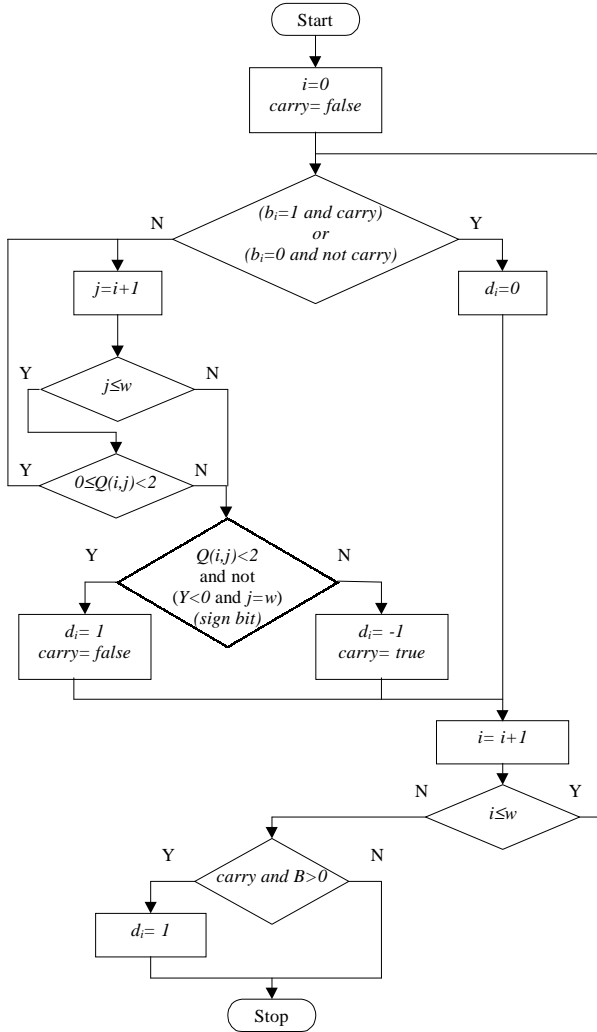 Start
i=0
carry= false
N
(bᵢ=1 and carry)
or
(bᵢ=0 and not carry)
Y
j=i+1
dᵢ=0
Y
j≤w
N
Y
0≤Q(i,j)<2
N
Y
Q(i,j)<2
and not
(Y<0 and j=w)
(sign bit)
N
dᵢ= 1
carry= false
dᵢ= -1
carry= true
i= i+1
N
i≤w
Y
Y
carry and B>0
N
dᵢ= 1
Stop